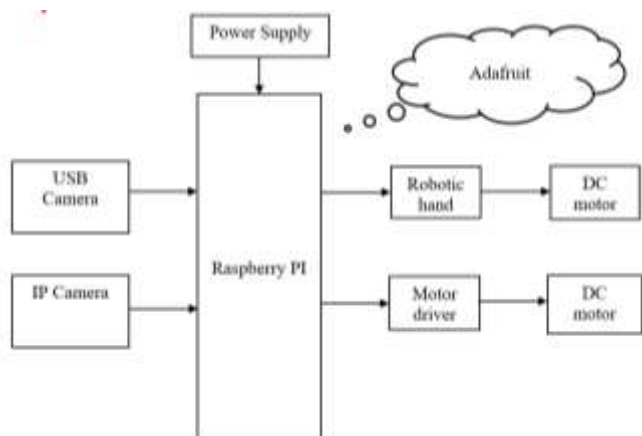 Power Supply
Adafruit
USB
Camera
Robotic
hand
DC
motor
Raspberry PI
IP Camera
Motor
driver
DC
motor